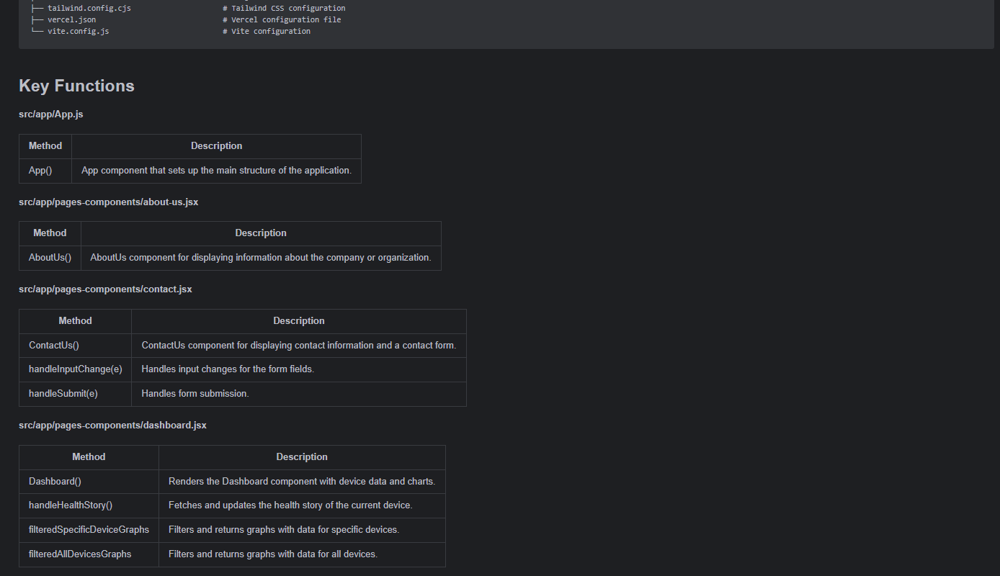 ├── tailwind.config.cjs # Tailwind CSS configuration
├── vercel.json # Vercel configuration file
└── vite.config.js # Vite configuration
Key Functions
src/app/App.js
Method Description
App() App component that sets up the main structure of the application.
src/app/pages-components/about-us.jsx
Method Description
AboutUs() AboutUs component for displaying information about the company or organization.
src/app/pages-components/contact.jsx
Method Description
ContactUs() ContactUs component for displaying contact information and a contact form.
handleInputChange(e) Handles input changes for the form fields.
handleSubmit(e) Handles form submission.
src/app/pages-components/dashboard.jsx
Method Description
Dashboard() Renders the Dashboard component with device data and charts.
handleHealthStory() Fetches and updates the health story of the current device.
filteredSpecificDeviceGraphs Filters and returns graphs with data for specific devices.
filteredAllDevicesGraphs Filters and returns graphs with data for all devices.